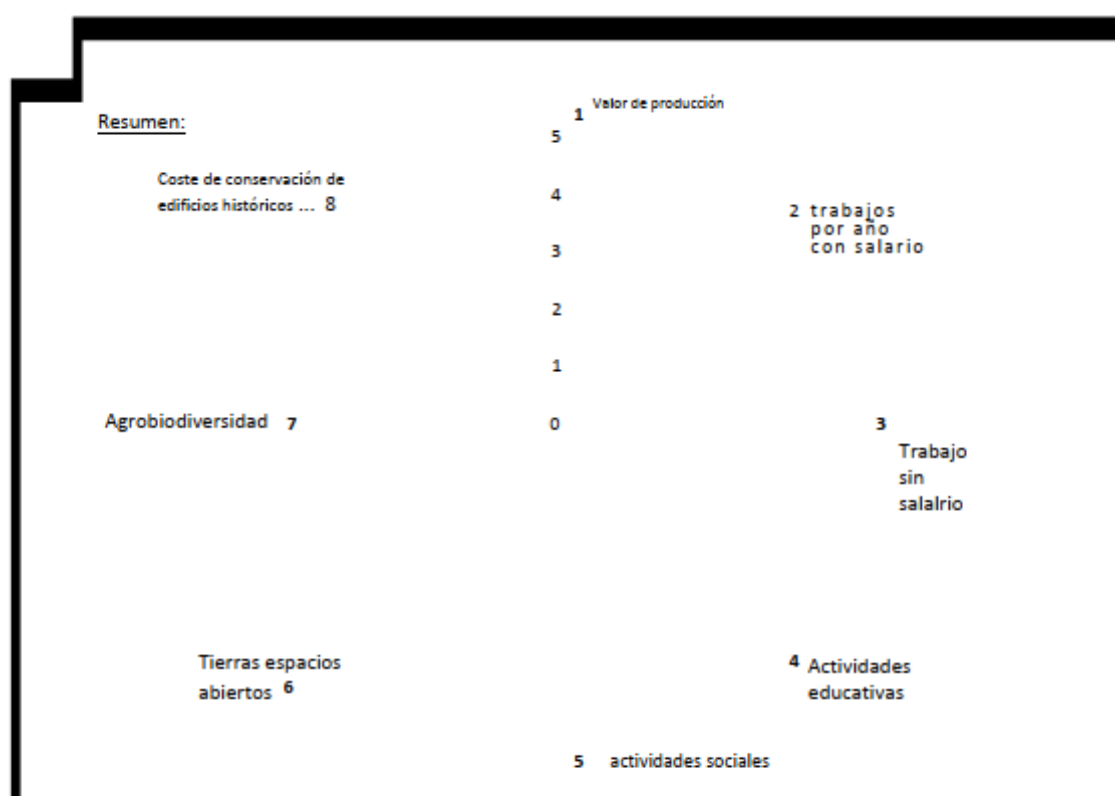 1 Valor de producción
Resumen:
5
Coste de conservación de
edificios históricos ... 8
4
2 trabajos
por año
con salario
3
2
1
Agrobiodiversidad 7
0
3
Trabajo
sin
salalrio
Tierras espacios
abiertos 6
4 Actividades
educativas
5 actividades sociales